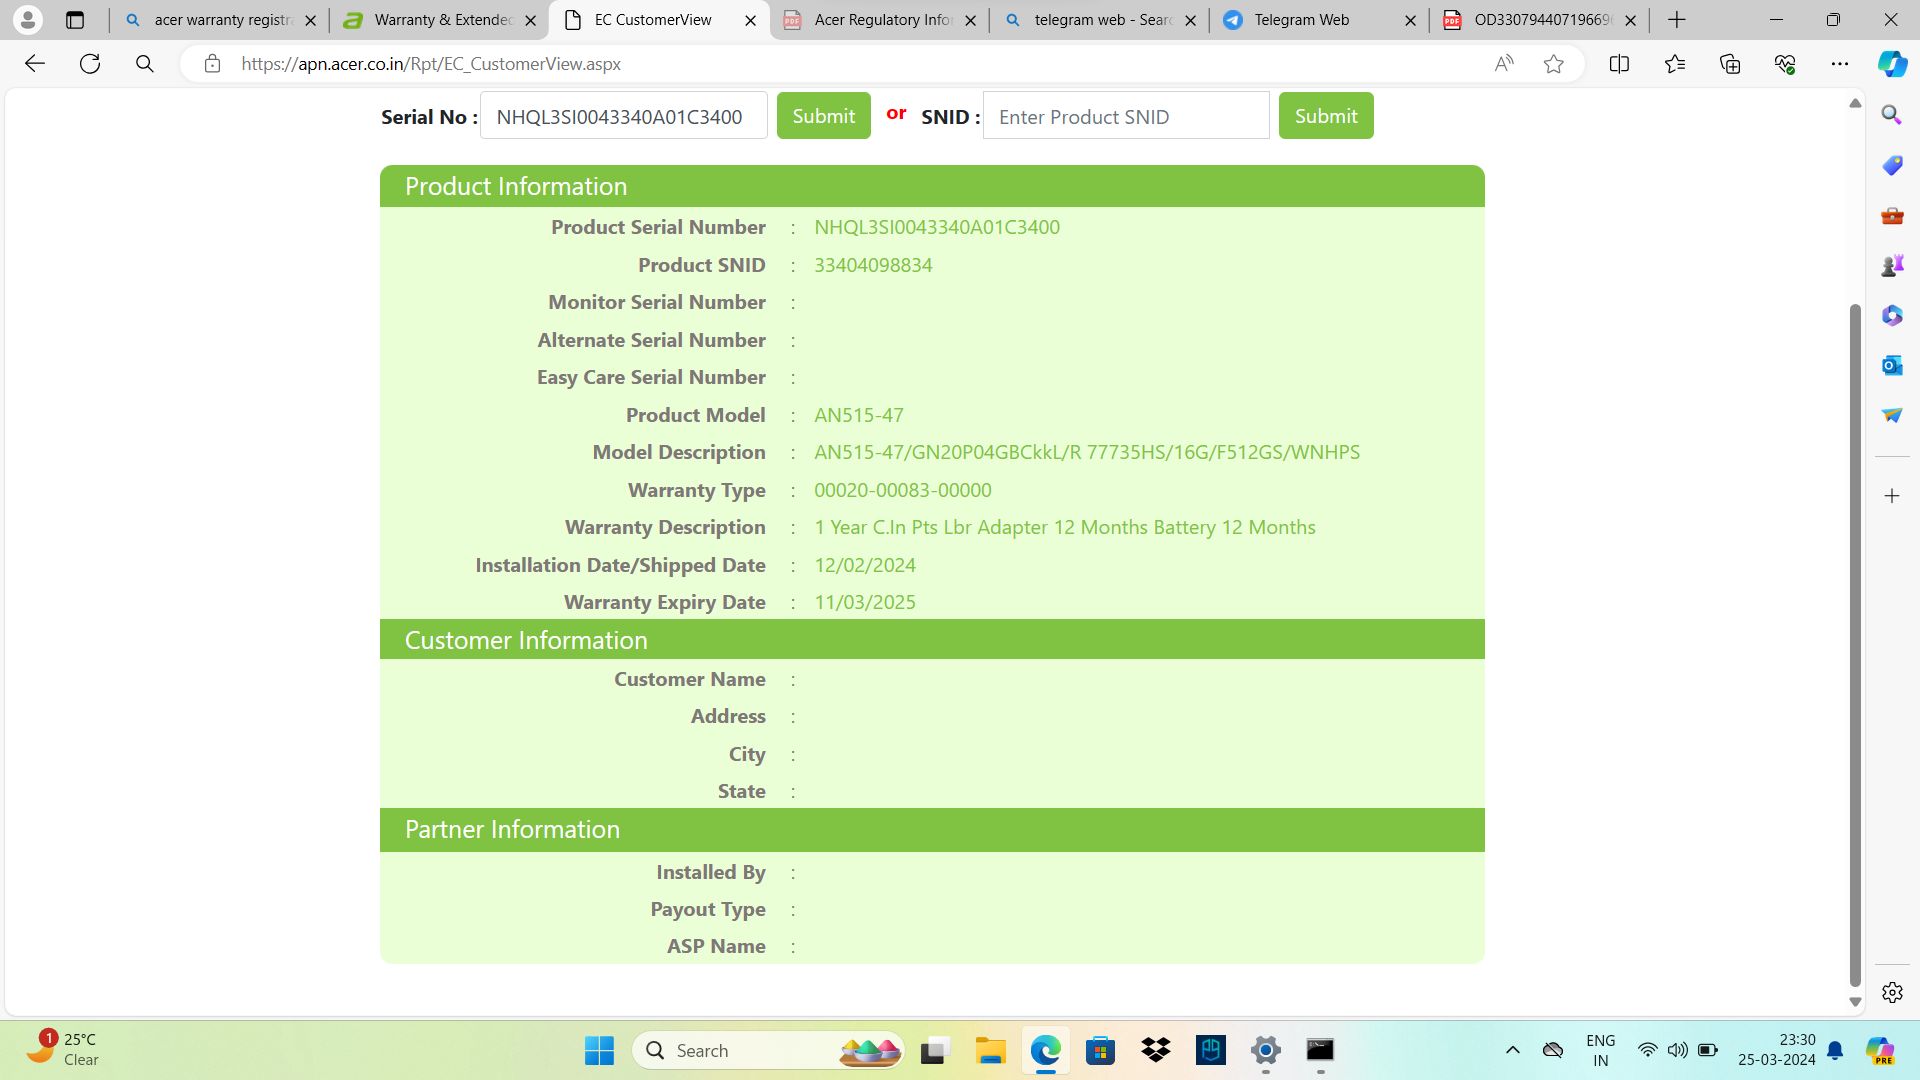 acer warranty registra
Warranty & Extended
EC CustomerView
Acer Regulatory Infor
telegram web - Searc
Telegram Web
OD330794407196696
https://apn.acer.co.in/Rpt/EC_CustomerView.aspx
Serial No : NHQL3SI0043340A01C3400 Submit or SNID : Enter Product SNID Submit
Product Information
Product Serial Number : NHQL3SI0043340A01C3400
Product SNID : 33404098834
Monitor Serial Number :
Alternate Serial Number :
Easy Care Serial Number :
Product Model : AN515-47
Model Description : AN515-47/GN20P04GBCkkL/R 77735HS/16G/F512GS/WNHPS
Warranty Type : 00020-00083-00000
Warranty Description : 1 Year C.In Pts Lbr Adapter 12 Months Battery 12 Months
Installation Date/Shipped Date : 12/02/2024
Warranty Expiry Date : 11/03/2025
Customer Information
Customer Name :
Address :
City :
State :
Partner Information
Installed By :
Payout Type :
ASP Name :
1
25°C
Clear
Search
ENG
IN
23:30
25-03-2024
PRE